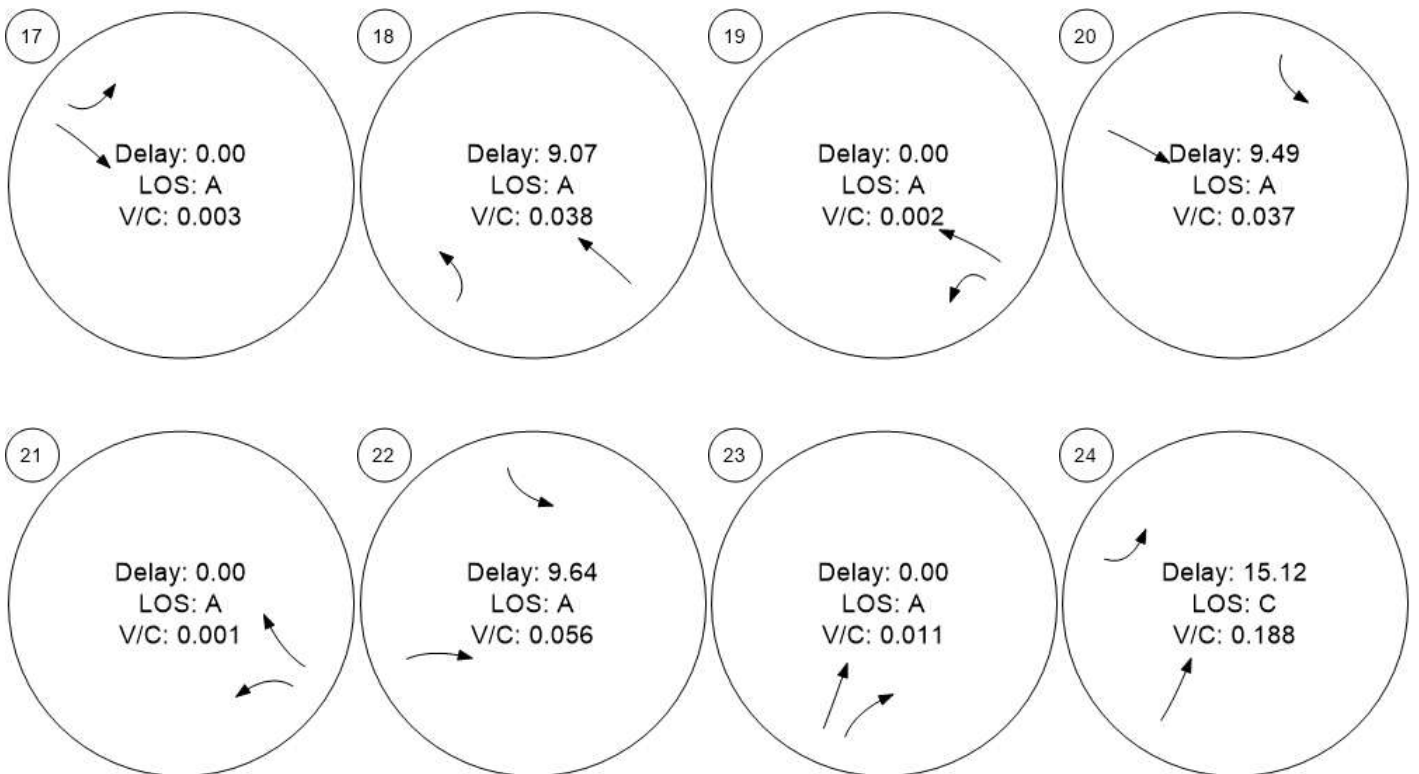 17
Delay: 0.00
LOS: A
V/C: 0.003
18
Delay: 9.07
LOS: A
V/C: 0.038
19
Delay: 0.00
LOS: A
V/C: 0.002
20
Delay: 9.49
LOS: A
V/C: 0.037
21
Delay: 0.00
LOS: A
V/C: 0.001
22
Delay: 9.64
LOS: A
V/C: 0.056
23
Delay: 0.00
LOS: A
V/C: 0.011
24
Delay: 15.12
LOS: C
V/C: 0.188